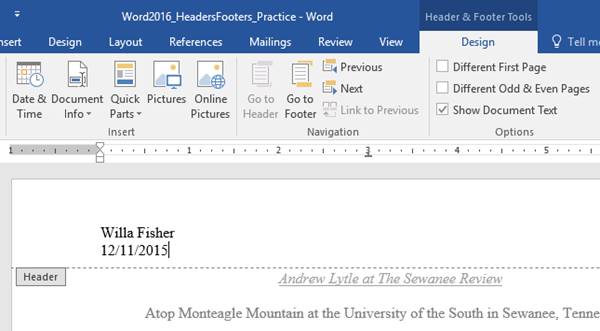 Word2016_HeadersFooters_Practice - Word
Header & Footer Tools
Design Layout References Mailings Review View Design Tell
Date & Time
Document Info
Quick Parts
Pictures
Online Pictures
Insert
Go to Header
Go to Footer
Previous
Next
Link to Previous
Navigation
Different First Page
Different Odd & Even Pages
Show Document Text
Options
1 1 2 3 4 5
Willa Fisher
12/11/2015
Header
Andrew Lytle at The Sewanee Review
Atop Monteagle Mountain at the University of the South in Sewanee, Tenne